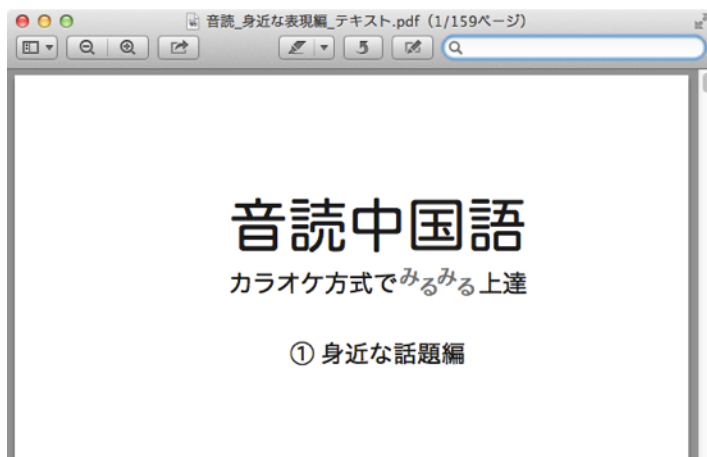 音読_身近な表現編_テキスト.pdf（1/159ページ）
音読中国語
カラオケ方式でみるみる上達
① 身近な話題編